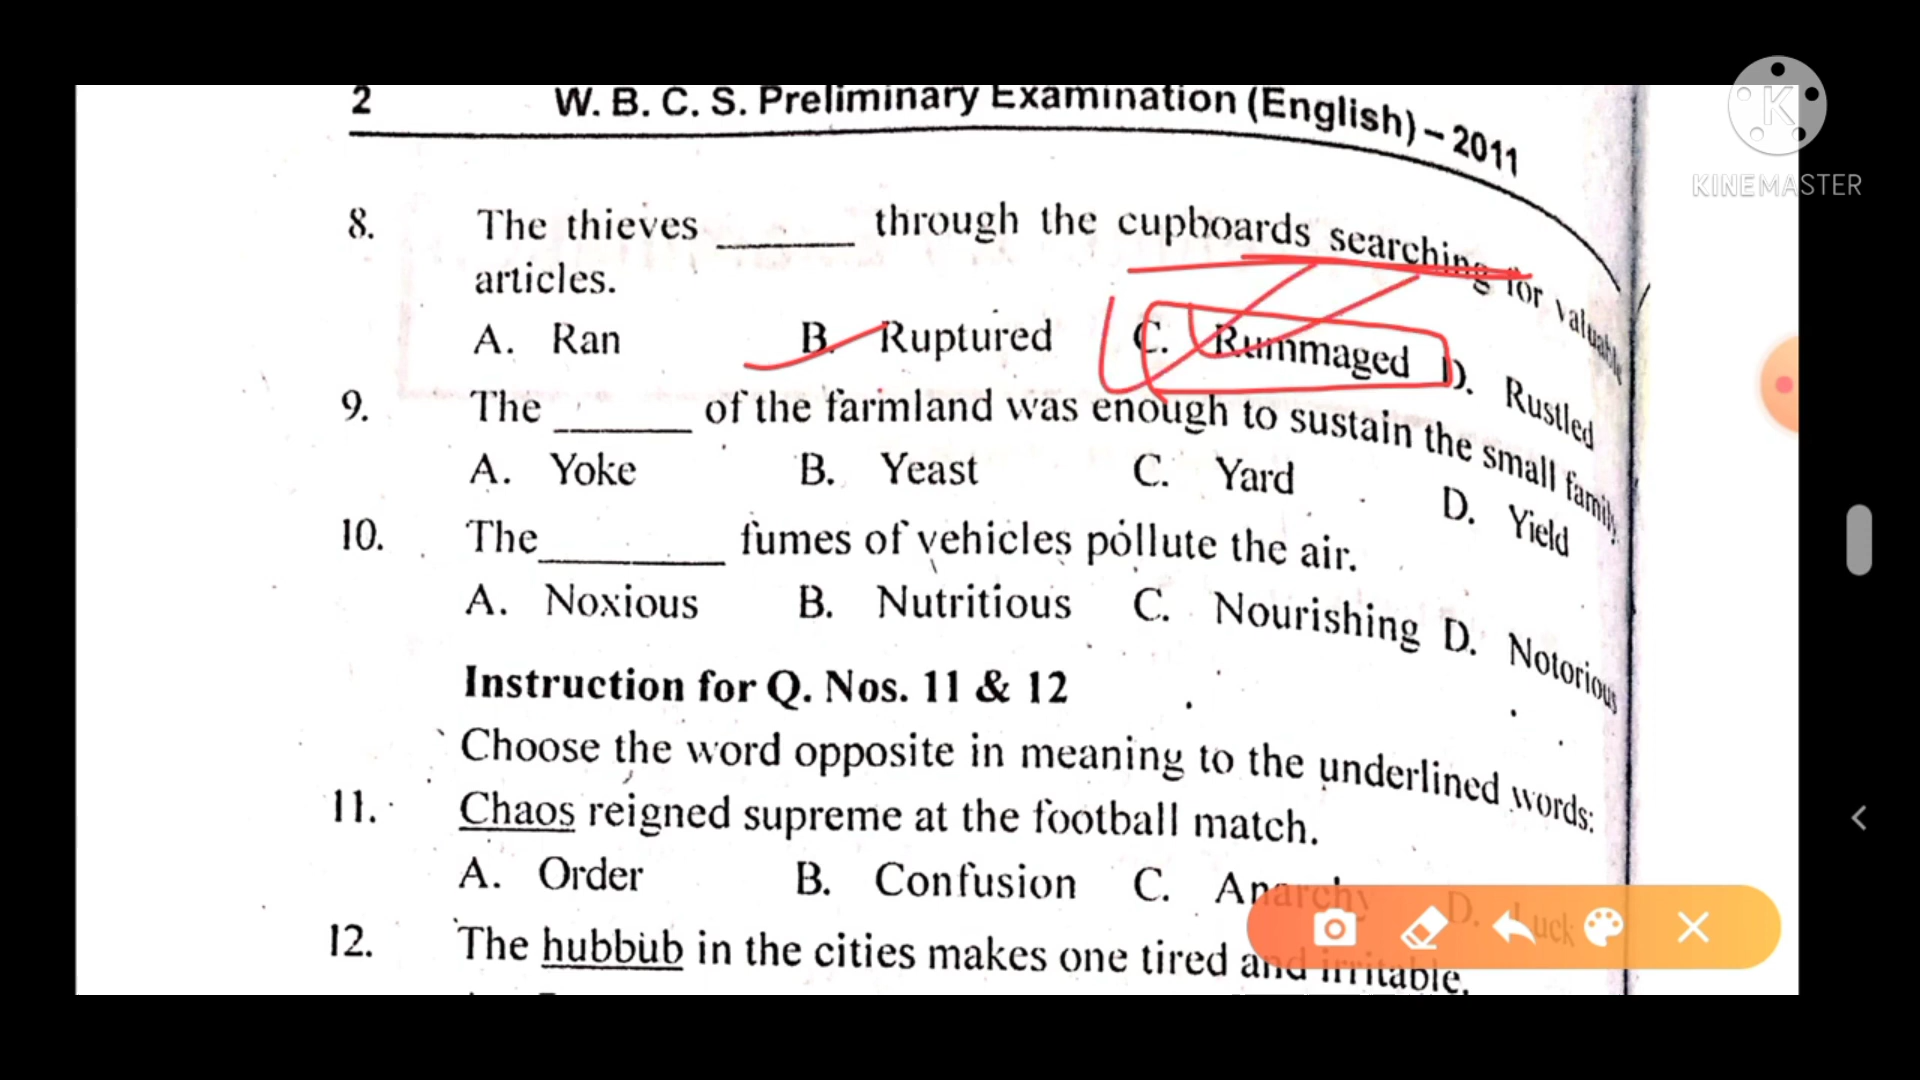 2 W. B. C. S. Preliminary Examination (English) – 2011
K
KINEMASTER
8. The thieves ______ through the cupboards searching for valuable
articles.
A. Ran B. Ruptured C. Rummaged D. Rustled
9. The ______ of the farmland was enough to sustain the small family.
A. Yoke B. Yeast C. Yard D. Yield
10. The ______ fumes of vehicles pollute the air.
A. Noxious B. Nutritious C. Nourishing D. Notorious
Instruction for Q. Nos. 11 & 12
Choose the word opposite in meaning to the underlined words:
11. Chaos reigned supreme at the football match.
A. Order B. Confusion C. Anarchy D. Luck
12. The hubbub in the cities makes one tired and irritable.